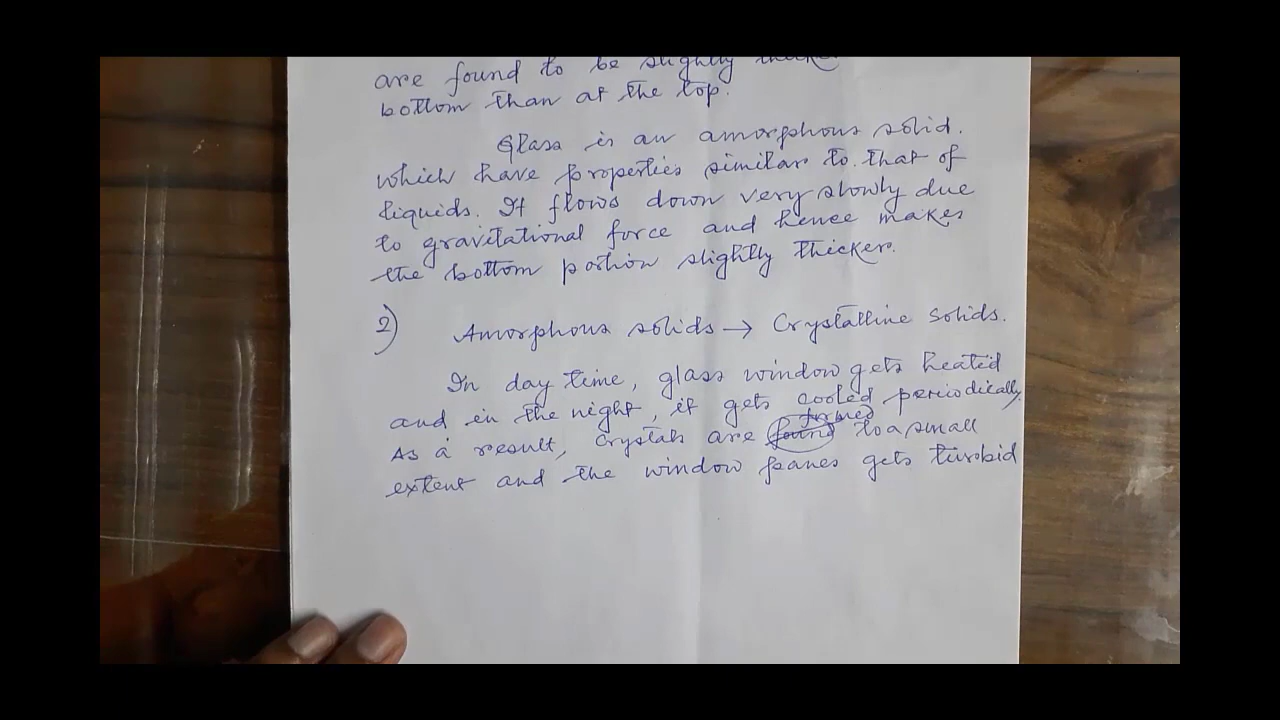 are found to be slightly thicker
bottom than at the top.
Glass is an amorphous solid.
which have properties similar to that of
liquids. It flows down very slowly due
to gravitational force and hence makes
the bottom portion slightly thicker.
2) Amorphous solids → Crystalline solids.
In day time, glass window gets heated
and in the night, it gets cooled periodically.
As a result, crystals are formed to a small
extent and the window panes gets turbid